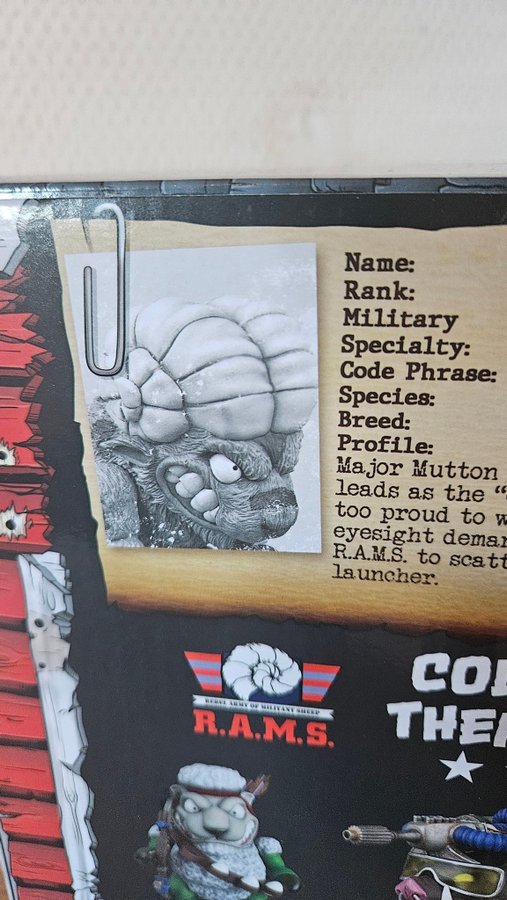 Name:
Rank:
Military
Specialty:
Code Phrase:
Species:
Breed:
Profile:
Major Mutton
leads as the "
too proud to w
eyesight demar
R.A.M.S. to scatt
launcher.
REBEL ARMY OF MILITANT SHEEP
R.A.M.S.
COL
THE